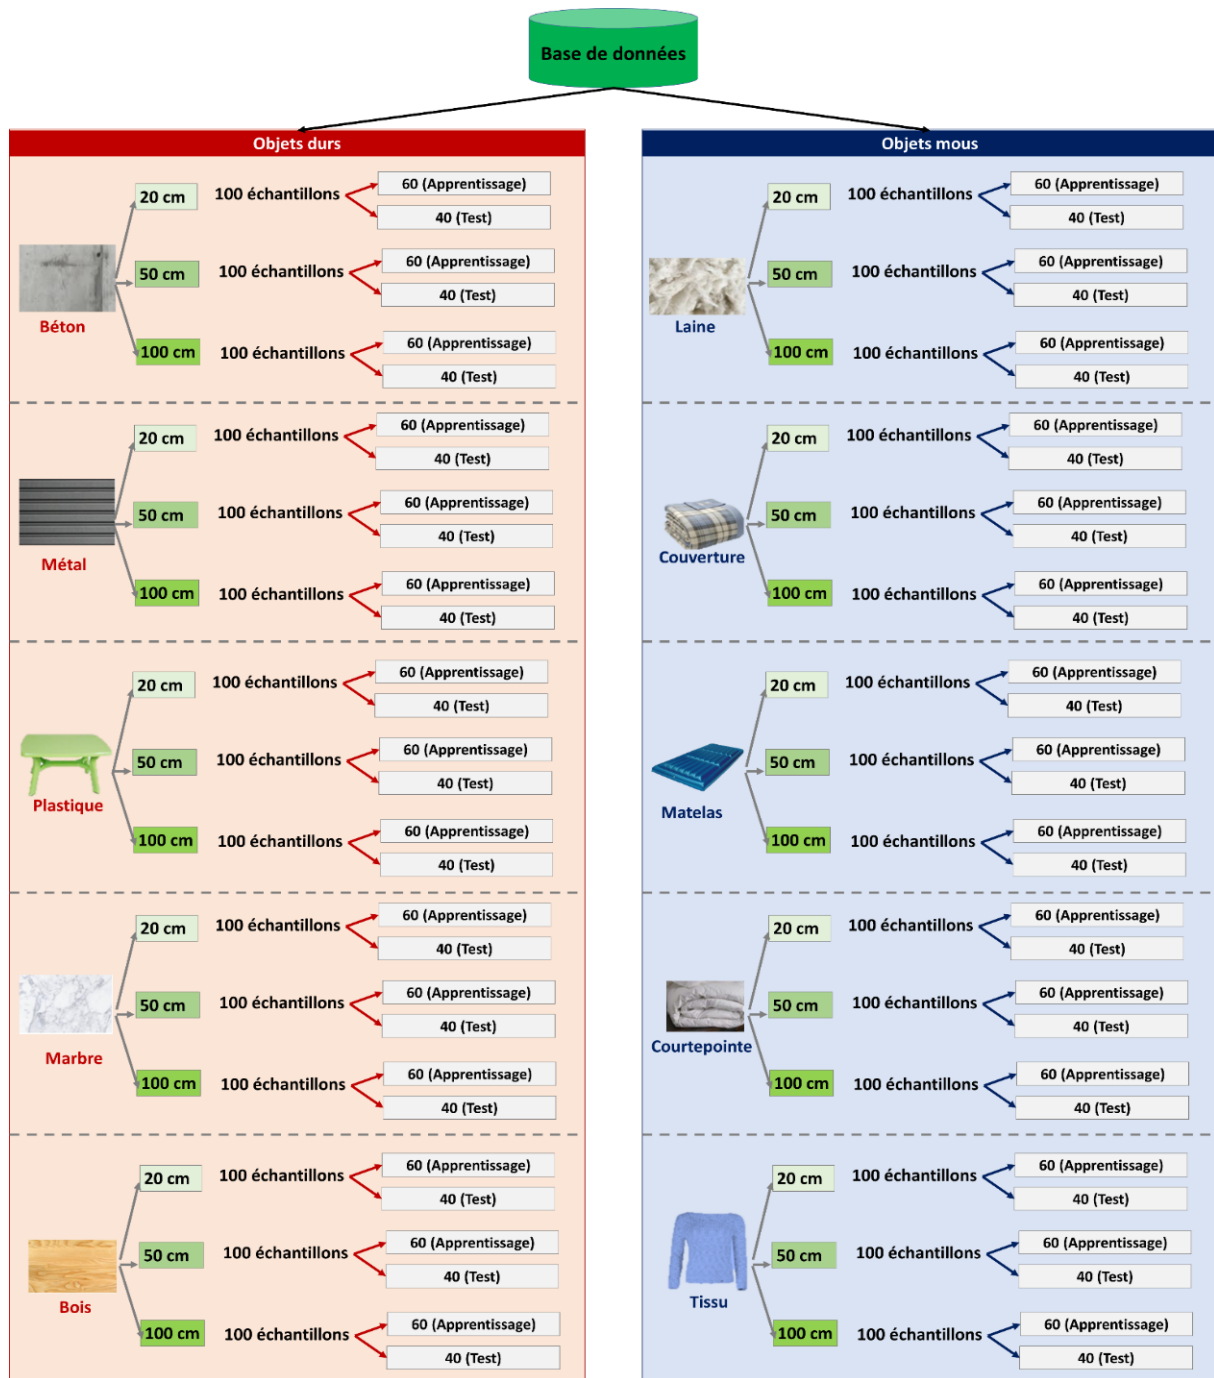 Base de données
Objets durs
20 cm
100 échantillons
60 (Apprentissage)
40 (Test)
50 cm
100 échantillons
60 (Apprentissage)
40 (Test)
Béton
100 cm
100 échantillons
60 (Apprentissage)
40 (Test)
20 cm
100 échantillons
60 (Apprentissage)
40 (Test)
50 cm
100 échantillons
60 (Apprentissage)
40 (Test)
Métal
100 cm
100 échantillons
60 (Apprentissage)
40 (Test)
20 cm
100 échantillons
60 (Apprentissage)
40 (Test)
50 cm
100 échantillons
60 (Apprentissage)
40 (Test)
Plastique
100 cm
100 échantillons
60 (Apprentissage)
40 (Test)
20 cm
100 échantillons
60 (Apprentissage)
40 (Test)
50 cm
100 échantillons
60 (Apprentissage)
40 (Test)
Marbre
100 cm
100 échantillons
60 (Apprentissage)
40 (Test)
20 cm
100 échantillons
60 (Apprentissage)
40 (Test)
50 cm
100 échantillons
60 (Apprentissage)
40 (Test)
Bois
100 cm
100 échantillons
60 (Apprentissage)
40 (Test)
Objets mous
20 cm
100 échantillons
60 (Apprentissage)
40 (Test)
50 cm
100 échantillons
60 (Apprentissage)
40 (Test)
Laine
100 cm
100 échantillons
60 (Apprentissage)
40 (Test)
20 cm
100 échantillons
60 (Apprentissage)
40 (Test)
50 cm
100 échantillons
60 (Apprentissage)
40 (Test)
Couverture
100 cm
100 échantillons
60 (Apprentissage)
40 (Test)
20 cm
100 échantillons
60 (Apprentissage)
40 (Test)
50 cm
100 échantillons
60 (Apprentissage)
40 (Test)
Matelas
100 cm
100 échantillons
60 (Apprentissage)
40 (Test)
20 cm
100 échantillons
60 (Apprentissage)
40 (Test)
50 cm
100 échantillons
60 (Apprentissage)
40 (Test)
Courtepointe
100 cm
100 échantillons
60 (Apprentissage)
40 (Test)
20 cm
100 échantillons
60 (Apprentissage)
40 (Test)
50 cm
100 échantillons
60 (Apprentissage)
40 (Test)
Tissu
100 cm
100 échantillons
60 (Apprentissage)
40 (Test)